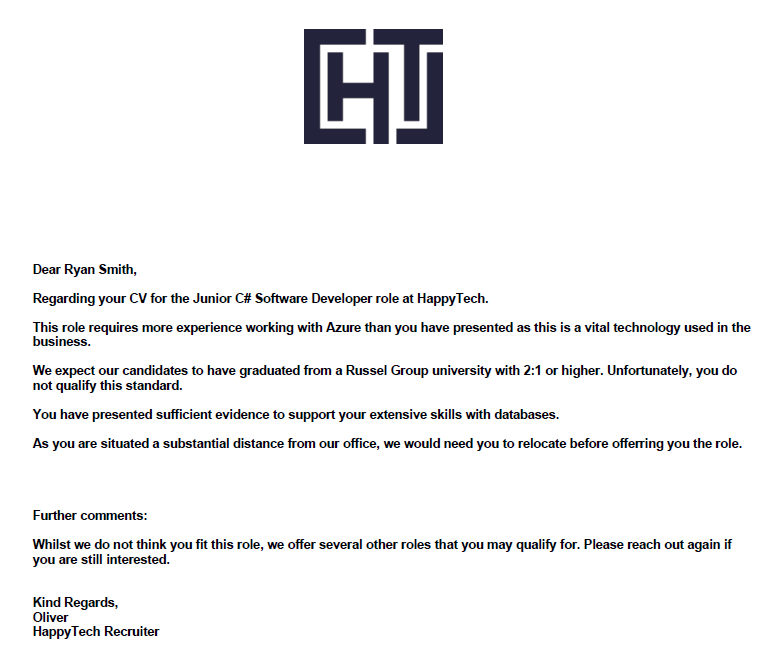 HT
Dear Ryan Smith,
Regarding your CV for the Junior C# Software Developer role at HappyTech.
This role requires more experience working with Azure than you have presented as this is a vital technology used in the
business.
We expect our candidates to have graduated from a Russel Group university with 2:1 or higher. Unfortunately, you do
not qualify this standard.
You have presented sufficient evidence to support your extensive skills with databases.
As you are situated a substantial distance from our office, we would need you to relocate before offerring you the role.
Further comments:
Whilst we do not think you fit this role, we offer several other roles that you may qualify for. Please reach out again if
you are still interested.
Kind Regards,
Oliver
HappyTech Recruiter